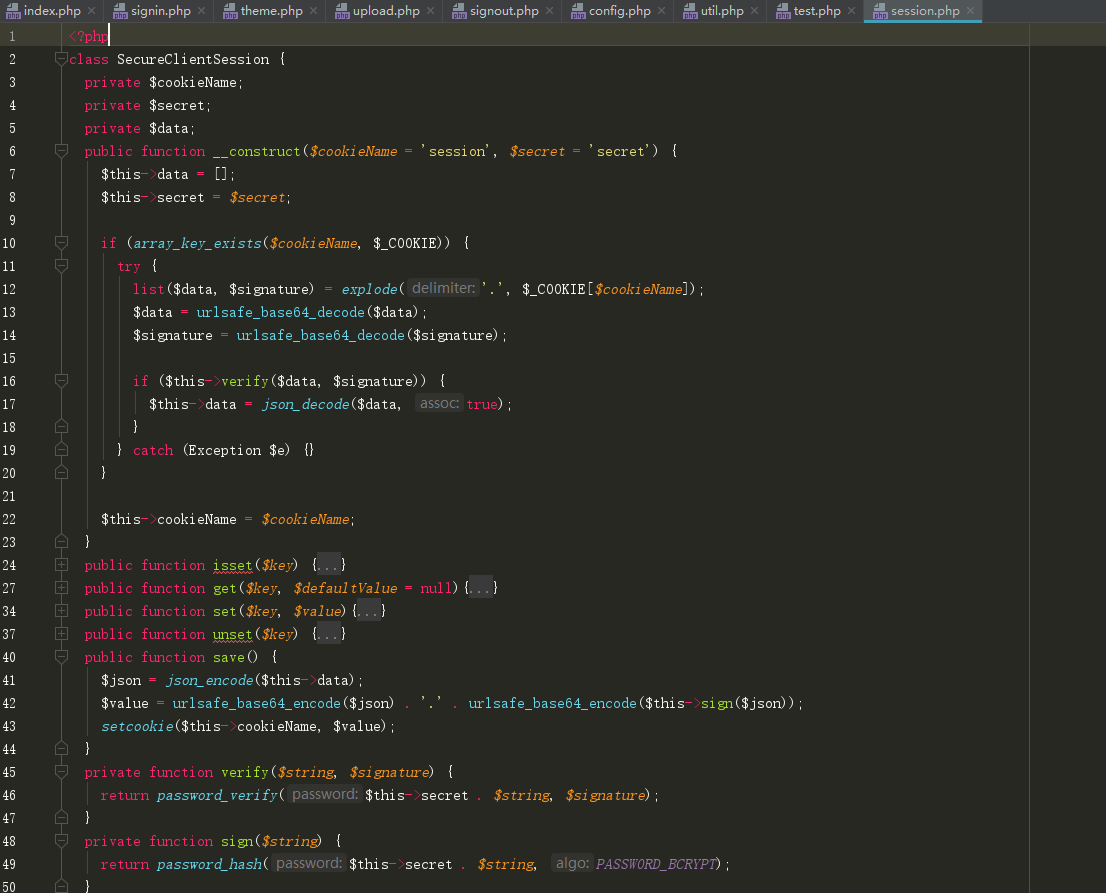 index.php × signin.php × theme.php × upload.php × signout.php × config.php × util.php × test.php × session.php ×
1 <?php
2 class SecureClientSession {
3 private $cookieName;
4 private $secret;
5 private $data;
6 public function __construct($cookieName = 'session', $secret = 'secret') {
7 $this->data = [];
8 $this->secret = $secret;
9
10 if (array_key_exists($cookieName, $_COOKIE)) {
11 try {
12 list($data, $signature) = explode( delimiter: '.', $_COOKIE[$cookieName]);
13 $data = urlsafe_base64_decode($data);
14 $signature = urlsafe_base64_decode($signature);
15
16 if ($this->verify($data, $signature)) {
17 $this->data = json_decode($data, assoc: true);
18 }
19 } catch (Exception $e) {}
20 }
21
22 $this->cookieName = $cookieName;
23 }
24 public function isset($key) {...}
27 public function get($key, $defaultValue = null){...}
34 public function set($key, $value){...}
37 public function unset($key) {...}
40 public function save() {
41 $json = json_encode($this->data);
42 $value = urlsafe_base64_encode($json) . '.' . urlsafe_base64_encode($this->sign($json));
43 setcookie($this->cookieName, $value);
44 }
45 private function verify($string, $signature) {
46 return password_verify( password: $this->secret . $string, $signature);
47 }
48 private function sign($string) {
49 return password_hash( password: $this->secret . $string, algo: PASSWORD_BCRYPT);
50 }